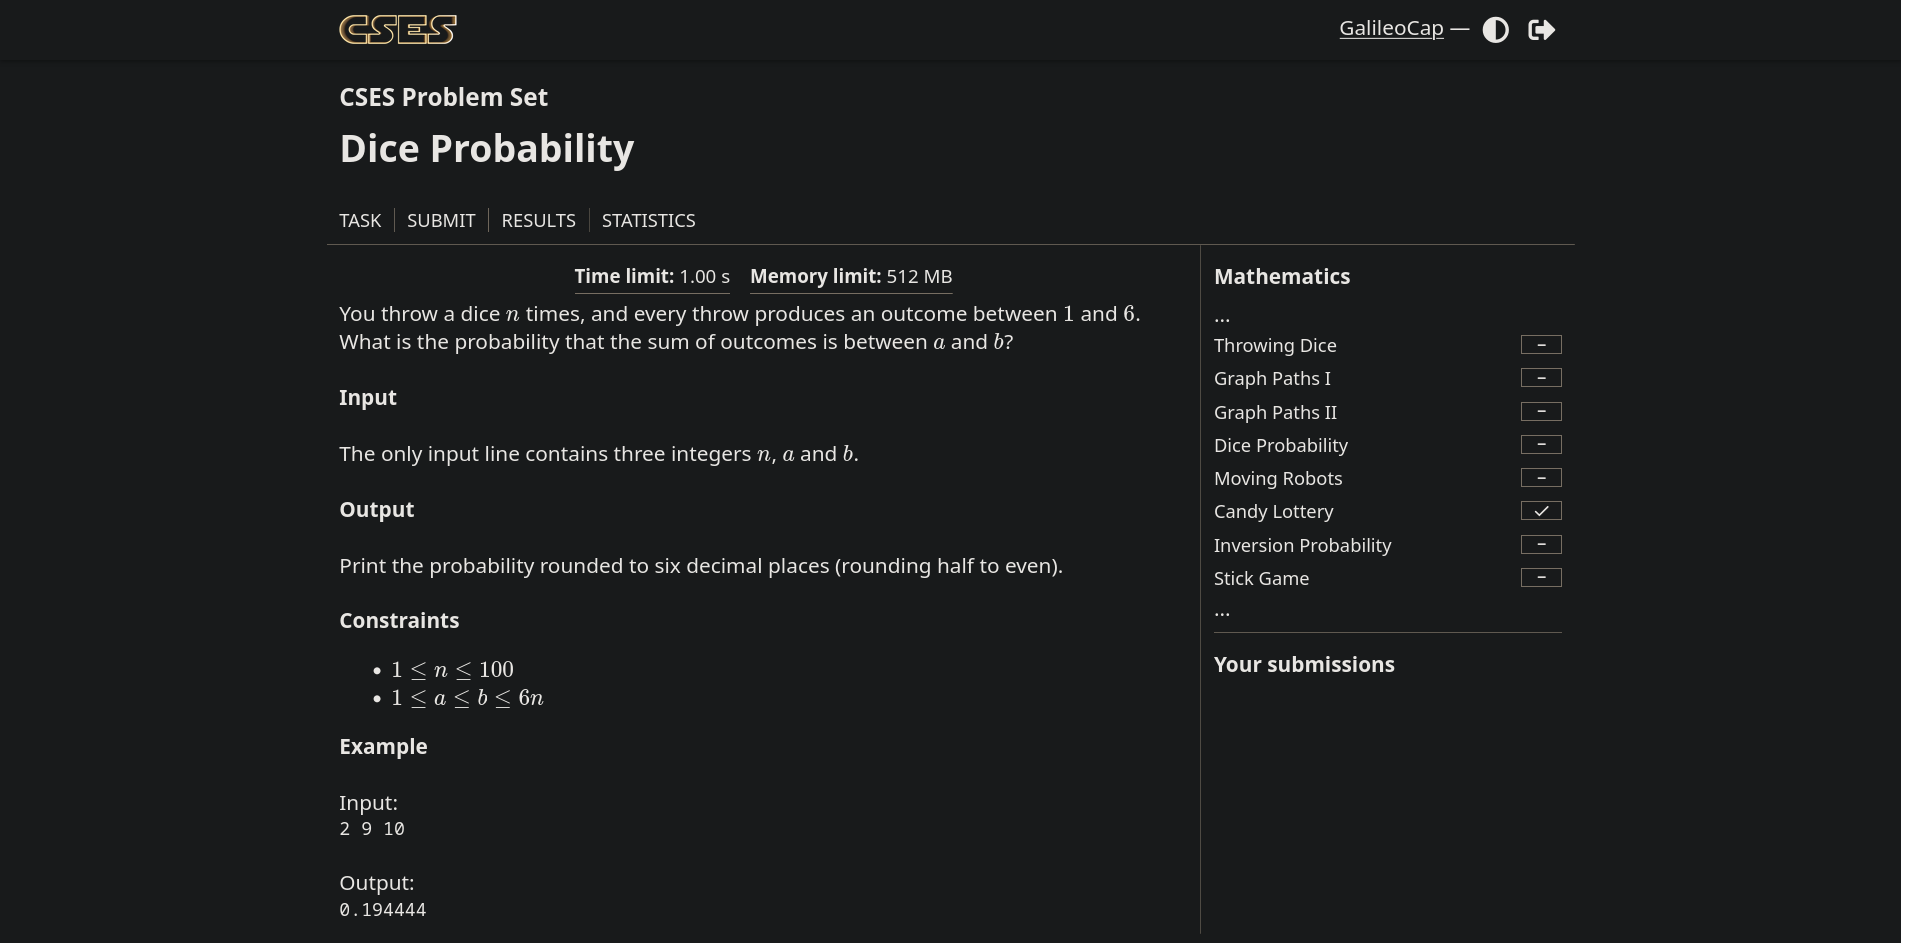 CSES
GalileoCap —
CSES Problem Set
Dice Probability
TASK
SUBMIT
RESULTS
STATISTICS
Time limit: 1.00 s Memory limit: 512 MB
You throw a dice n times, and every throw produces an outcome between 1 and 6.
What is the probability that the sum of outcomes is between a and b?
Input
The only input line contains three integers n, a and b.
Output
Print the probability rounded to six decimal places (rounding half to even).
Constraints
• 1 ≤ n ≤ 100
• 1 ≤ a ≤ b ≤ 6n
Example
Input:
2 9 10
Output:
0.194444
Mathematics
...
Throwing Dice –
Graph Paths I –
Graph Paths II –
Dice Probability –
Moving Robots –
Candy Lottery ✓
Inversion Probability –
Stick Game –
...
Your submissions